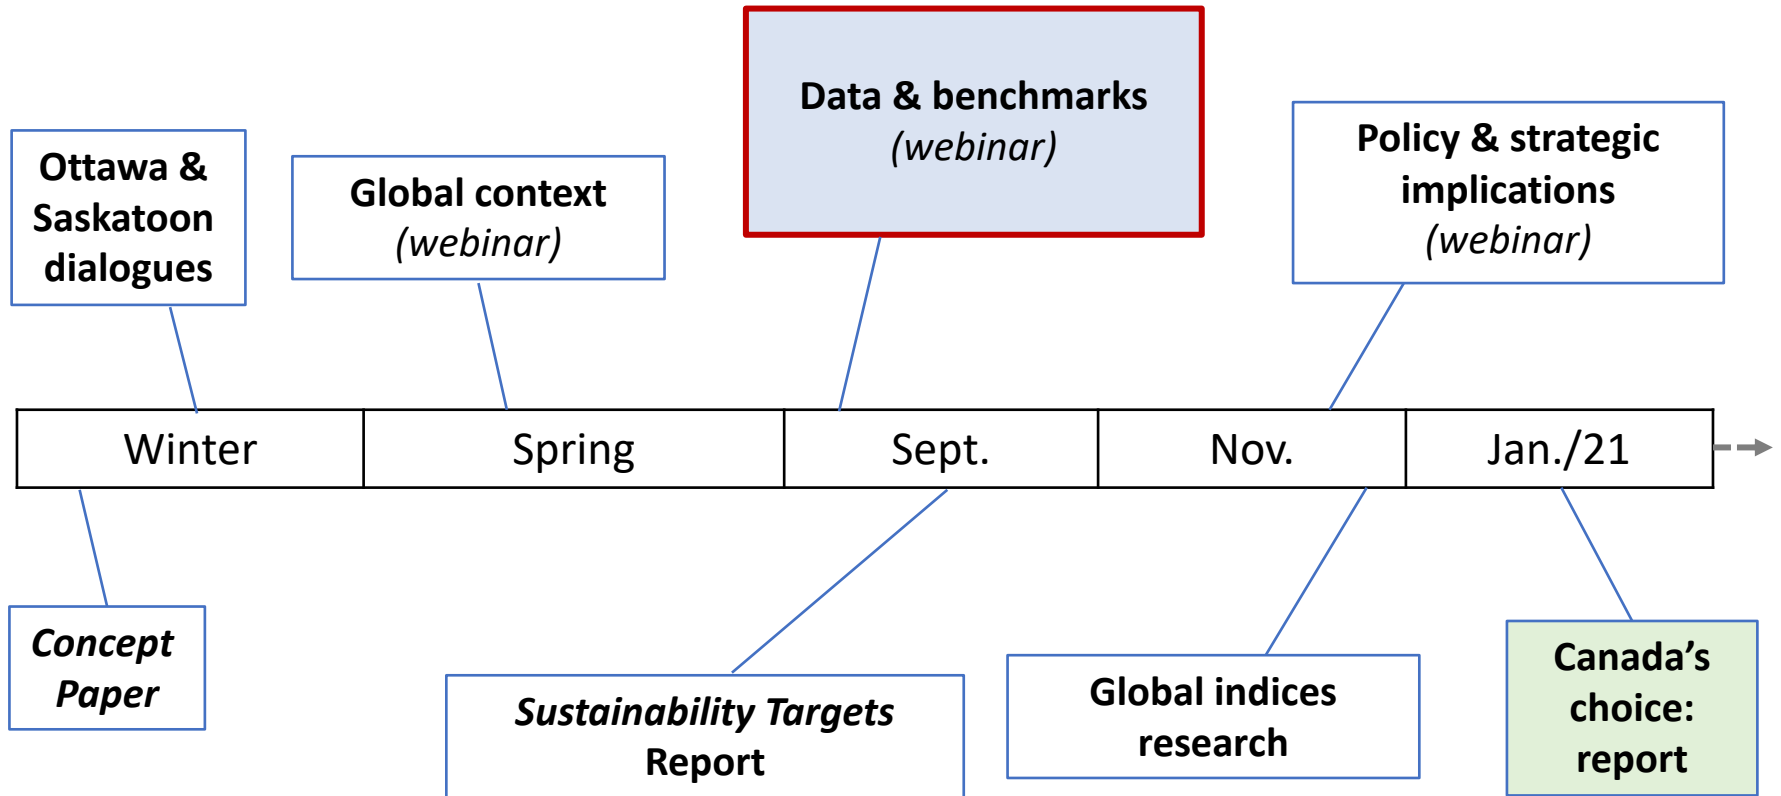 Data & benchmarks
(webinar)
Ottawa &
Saskatoon
dialogues
Global context
(webinar)
Policy & strategic
implications
(webinar)
Winter
Spring
Sept.
Nov.
Jan./21
Concept
Paper
Sustainability Targets
Report
Global indices
research
Canada’s
choice:
report